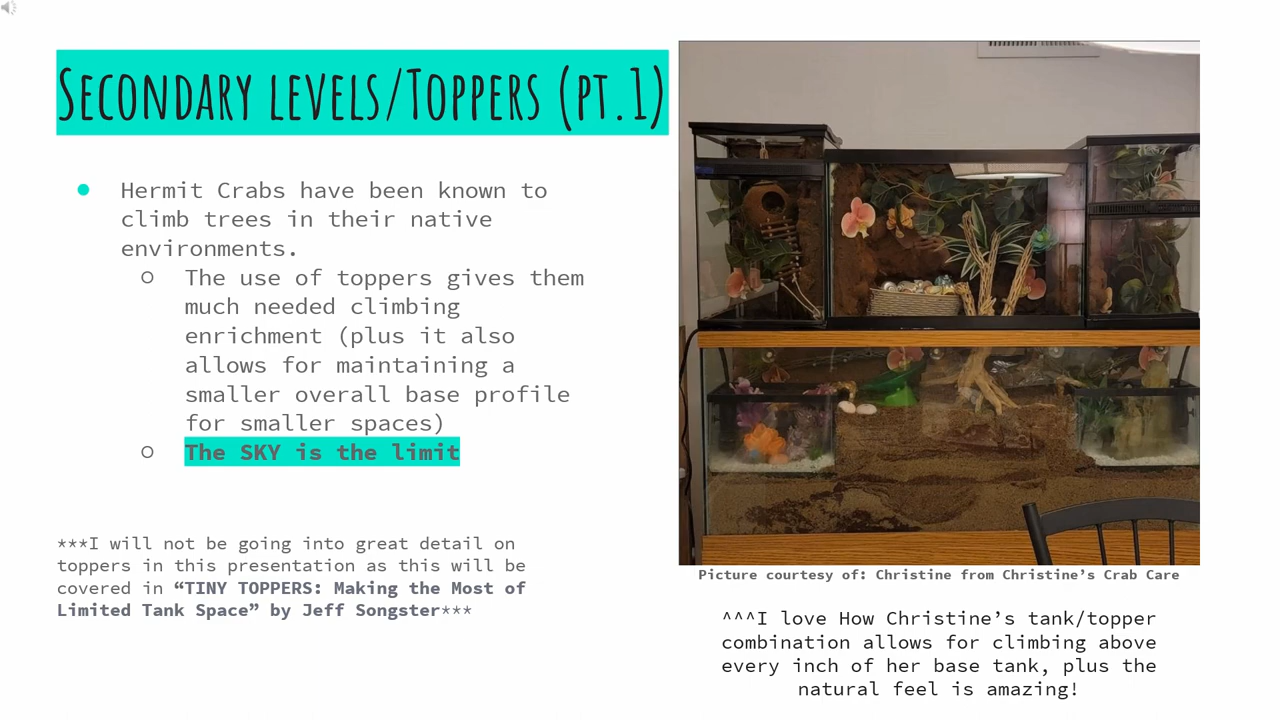 Secondary levels/Toppers (pt.1)
● Hermit Crabs have been known to
climb trees in their native
environments.
○ The use of toppers gives them
much needed climbing
enrichment (plus it also
allows for maintaining a
smaller overall base profile
for smaller spaces)
○ The SKY is the limit
***I will not be going into great detail on
toppers in this presentation as this will be
covered in “TINY TOPPERS: Making the Most of
Limited Tank Space” by Jeff Songster***
Picture courtesy of: Christine from Christine’s Crab Care
^^^I love How Christine’s tank/topper
combination allows for climbing above
every inch of her base tank, plus the
natural feel is amazing!